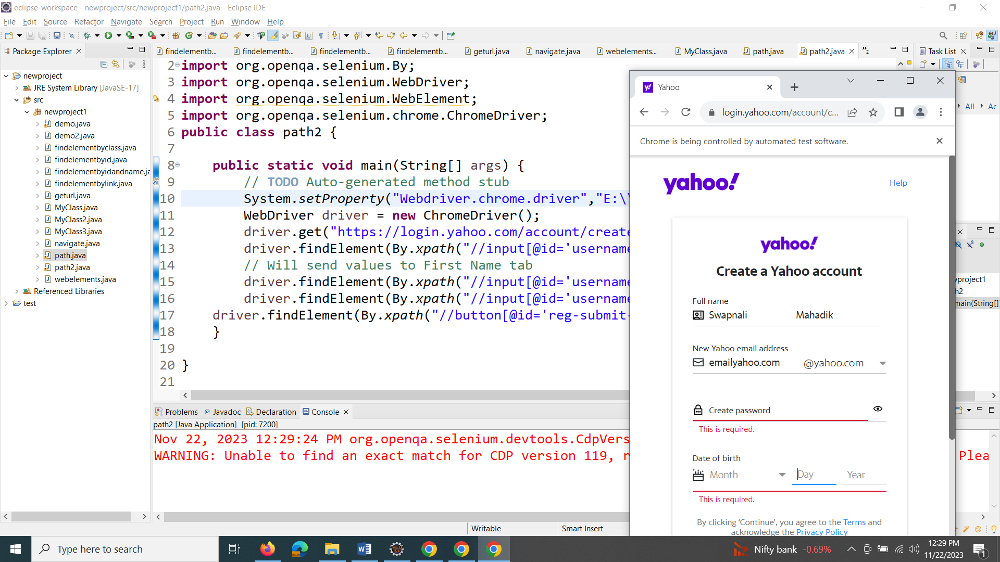 eclipse-workspace - newproject/src/newproject1/path2.java - Eclipse IDE
File Edit Source Refactor Navigate Search Project Run Window Help
Package Explorer
findelementb...
findelementb...
findelementb...
findelementb...
geturl.java
navigate.java
webelements...
MyClass.java
path.java
path2.java
Task List
newproject
JRE System Library [JavaSE-17]
src
newproject1
demo.java
demo2.java
findelementbyclass.java
findelementbyid.java
findelementbyidandname.ja
findelementbylink.java
geturl.java
MyClass.java
MyClass2.java
MyClass3.java
navigate.java
path.java
path2.java
webelements.java
Referenced Libraries
test
2 import org.openqa.selenium.By;
3 import org.openqa.selenium.WebDriver;
4 import org.openqa.selenium.WebElement;
5 import org.openqa.selenium.chrome.ChromeDriver;
6 public class path2 {
7
8 public static void main(String[] args) {
9 // TODO Auto-generated method stub
10 System.setProperty("Webdriver.chrome.driver","E:\\
11 WebDriver driver = new ChromeDriver();
12 driver.get("https://login.yahoo.com/account/create
13 driver.findElement(By.xpath("//input[@id='username
14 // Will send values to First Name tab
15 driver.findElement(By.xpath("//input[@id='username
16 driver.findElement(By.xpath("//input[@id='username
17 driver.findElement(By.xpath("//button[@id='reg-submit-
18 }
19
20 }
21
Problems @ Javadoc Declaration Console
path2 [Java Application] [pid: 7200]
Nov 22, 2023 12:29:24 PM org.openqa.selenium.devtools.CdpVers
WARNING: Unable to find an exact match for CDP version 119, r
Plea
Writable
Smart Insert
All
Ac
project1
h2
main(String[]
Yahoo
login.yahoo.com/account/c...
Chrome is being controlled by automated test software.
yahoo!
Help
yahoo!
Create a Yahoo account
Full name
Swapnali Mahadik
New Yahoo email address
emailyahoo.com @yahoo.com
Create password
This is required.
Date of birth
Month Day Year
This is required.
By clicking ‘Continue’, you agree to the Terms and
acknowledge the Privacy Policy
Type here to search
Nifty bank -0.69%
12:29 PM
11/22/2023
1